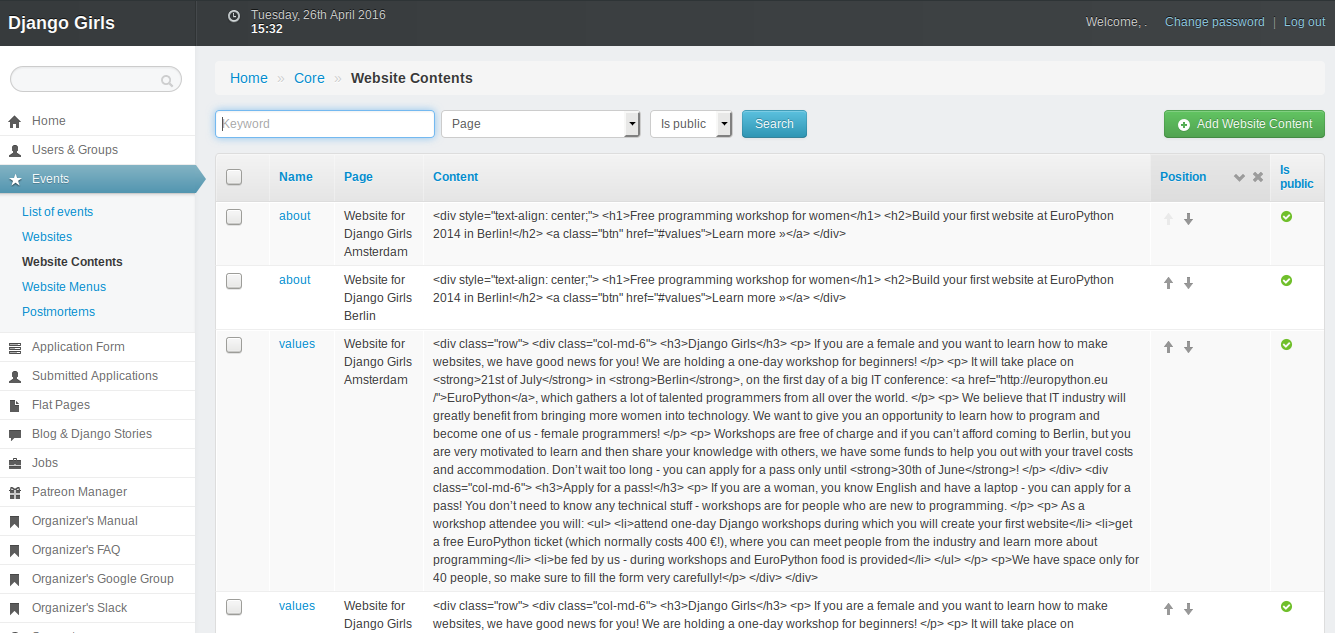 Django Girls
Tuesday, 26th April 2016
15:32
Welcome, . Change password | Log out
Home
Users & Groups
Events
List of events
Websites
Website Contents
Website Menus
Postmortems
Application Form
Submitted Applications
Flat Pages
Blog & Django Stories
Jobs
Patreon Manager
Organizer's Manual
Organizer's FAQ
Organizer's Google Group
Organizer's Slack
Home » Core » Website Contents
Keyword Page Is public Search Add Website Content
Name Page Content Position Is public
about
Website for
Django Girls
Amsterdam
<div style="text-align: center;"> <h1>Free programming workshop for women</h1> <h2>Build your first website at EuroPython
2014 in Berlin!</h2> <a class="btn" href="#values">Learn more »</a> </div>
about
Website for
Django Girls
Berlin
<div style="text-align: center;"> <h1>Free programming workshop for women</h1> <h2>Build your first website at EuroPython
2014 in Berlin!</h2> <a class="btn" href="#values">Learn more »</a> </div>
values
Website for
Django Girls
Amsterdam
<div class="row"> <div class="col-md-6"> <h3>Django Girls</h3> <p> If you are a female and you want to learn how to make
websites, we have good news for you! We are holding a one-day workshop for beginners! </p> <p> It will take place on
<strong>21st of July</strong> in <strong>Berlin</strong>, on the first day of a big IT conference: <a href="http://europython.eu
/">EuroPython</a>, which gathers a lot of talented programmers from all over the world. </p> <p> We believe that IT industry will
greatly benefit from bringing more women into technology. We want to give you an opportunity to learn how to program and
become one of us - female programmers! </p> <p> Workshops are free of charge and if you can’t afford coming to Berlin, but you
are very motivated to learn and then share your knowledge with others, we have some funds to help you out with your travel costs
and accommodation. Don’t wait too long - you can apply for a pass only until <strong>30th of June</strong>! </p> </div> <div
class="col-md-6"> <h3>Apply for a pass!</h3> <p> If you are a woman, you know English and have a laptop - you can apply for a
pass! You don’t need to know any technical stuff - workshops are for people who are new to programming. </p> <p> As a
workshop attendee you will: <ul> <li>attend one-day Django workshops during which you will create your first website</li> <li>get
a free EuroPython ticket (which normally costs 400 €!), where you can meet people from the industry and learn more about
programming</li> <li>be fed by us - during workshops and EuroPython food is provided</li> </ul> </p> <p>We have space only for
40 people, so make sure to fill the form very carefully!</p> </div> </div>
values
Website for
Django Girls
<div class="row"> <div class="col-md-6"> <h3>Django Girls</h3> <p> If you are a female and you want to learn how to make
websites, we have good news for you! We are holding a one-day workshop for beginners! </p> <p> It will take place on